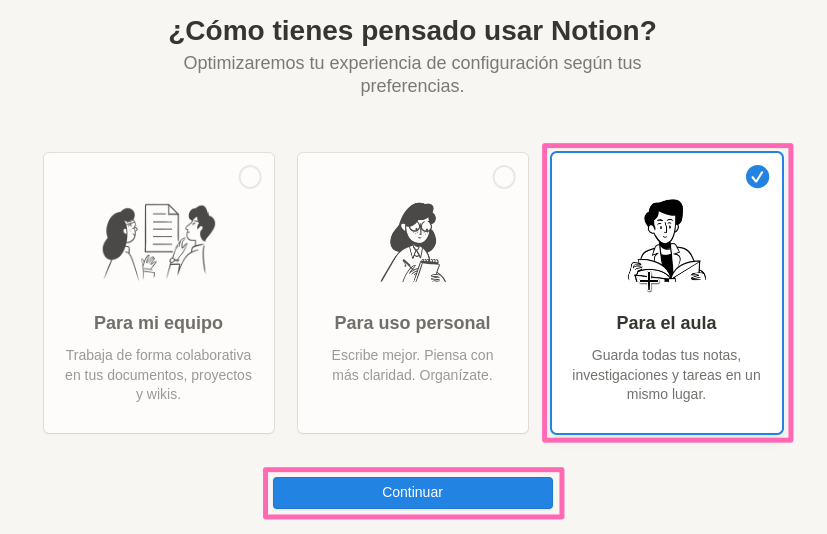 ¿Cómo tienes pensado usar Notion?
Optimizaremos tu experiencia de configuración según tus
preferencias.
Para mi equipo
Trabaja de forma colaborativa
en tus documentos, proyectos
y wikis.
Para uso personal
Escribe mejor. Piensa con
más claridad. Organízate.
Para el aula
Guarda todas tus notas,
investigaciones y tareas en un
mismo lugar.
Continuar